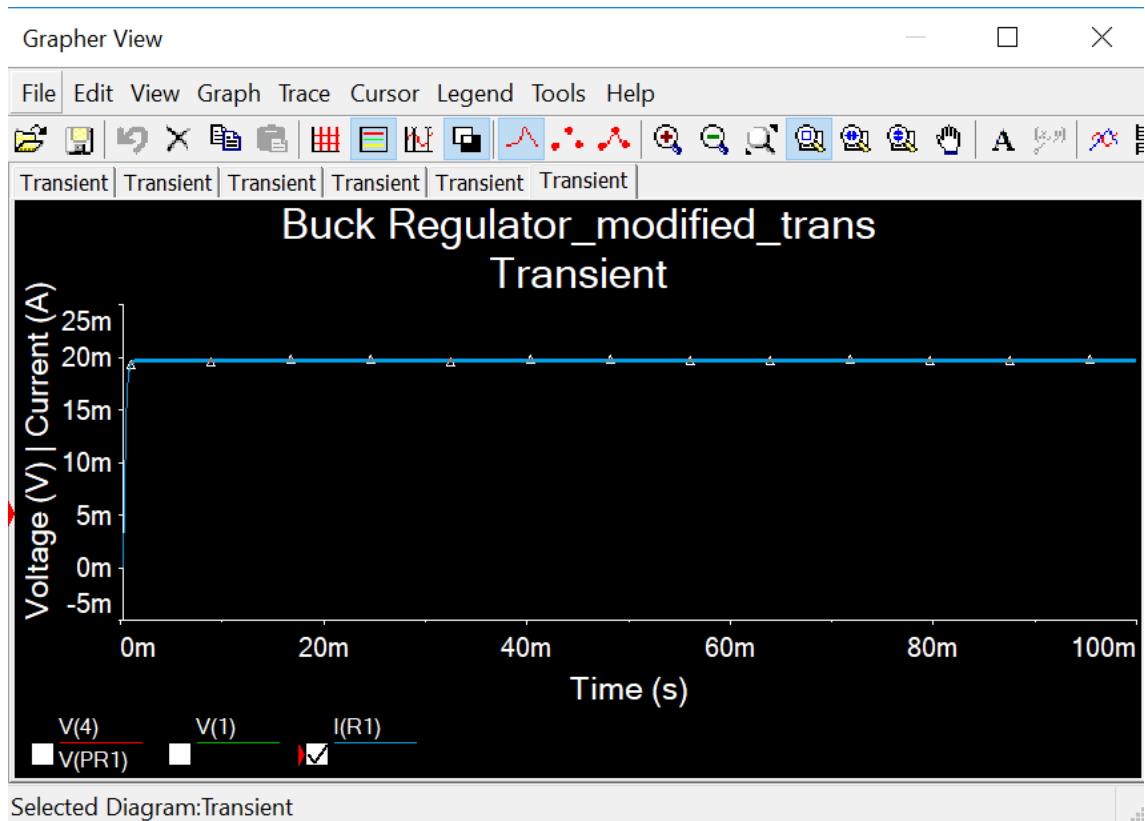 Grapher View
File Edit View Graph Trace Cursor Legend Tools Help
A (x,y)
Transient Transient Transient Transient Transient Transient
Buck Regulator_modified_trans
Transient
Voltage (V) | Current (A)
25m
20m
15m
10m
5m
0m
-5m
0m 20m 40m 60m 80m 100m
Time (s)
V(4) V(1) I(R1)
V(PR1)
Selected Diagram:Transient